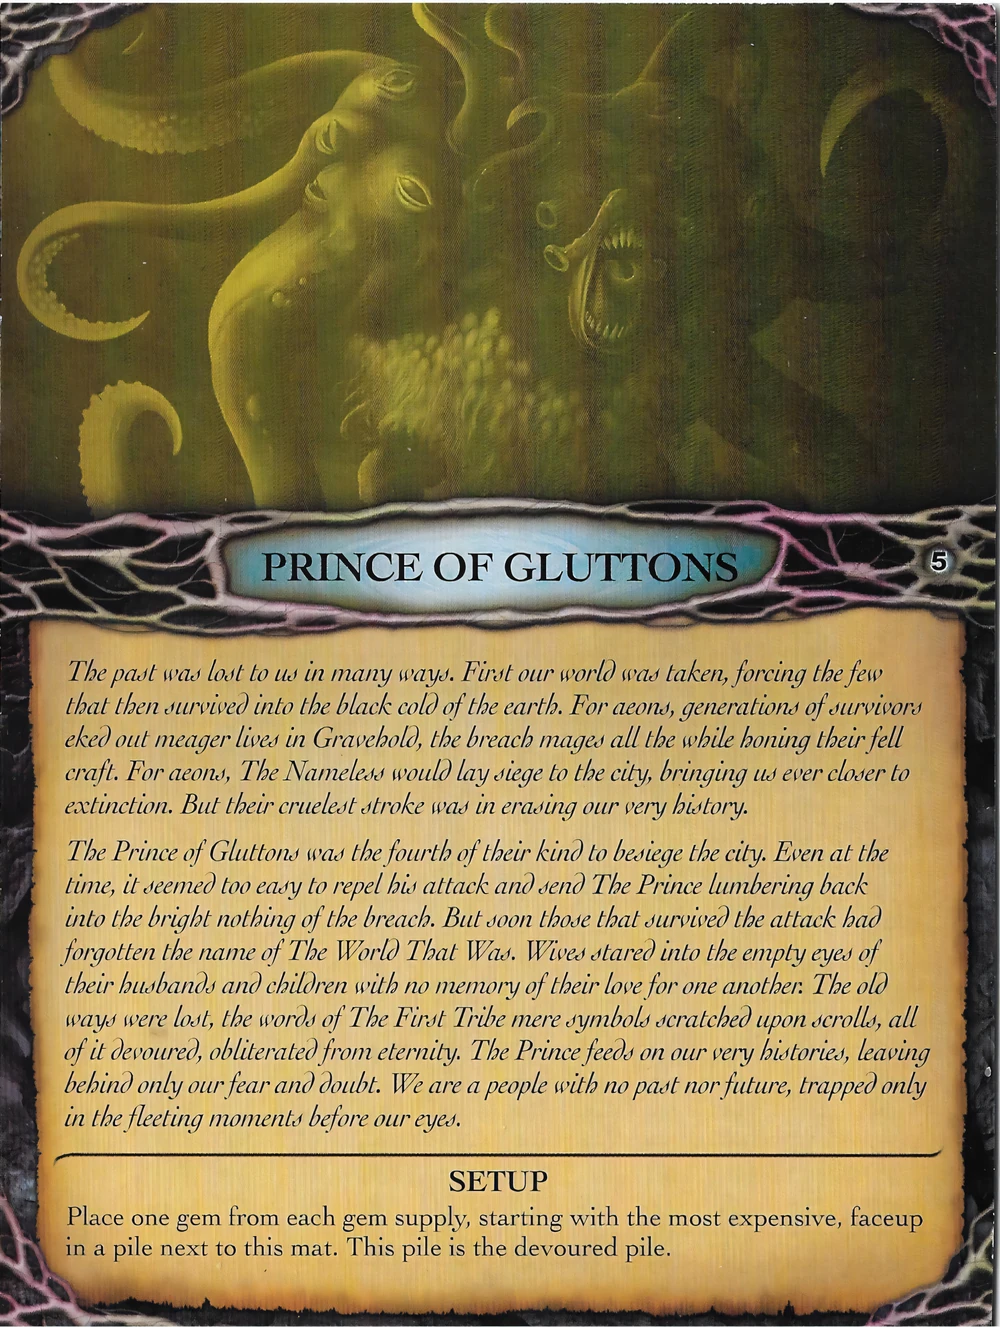 PRINCE OF GLUTTONS
5
The past was lost to us in many ways. First our world was taken, forcing the few
that then survived into the black cold of the earth. For aeons, generations of survivors
eked out meager lives in Gravehold, the breach mages all the while honing their fell
craft. For aeons, The Nameless would lay siege to the city, bringing us ever closer to
extinction. But their cruelest stroke was in erasing our very history.
The Prince of Gluttons was the fourth of their kind to besiege the city. Even at the
time, it seemed too easy to repel his attack and send The Prince lumbering back
into the bright nothing of the breach. But soon those that survived the attack had
forgotten the name of The World That Was. Wives stared into the empty eyes of
their husbands and children with no memory of their love for one another. The old
ways were lost, the words of The First Tribe mere symbols scratched upon scrolls, all
of it devoured, obliterated from eternity. The Prince feeds on our very histories, leaving
behind only our fear and doubt. We are a people with no past nor future, trapped only
in the fleeting moments before our eyes.
SETUP
Place one gem from each gem supply, starting with the most expensive, faceup
in a pile next to this mat. This pile is the devoured pile.